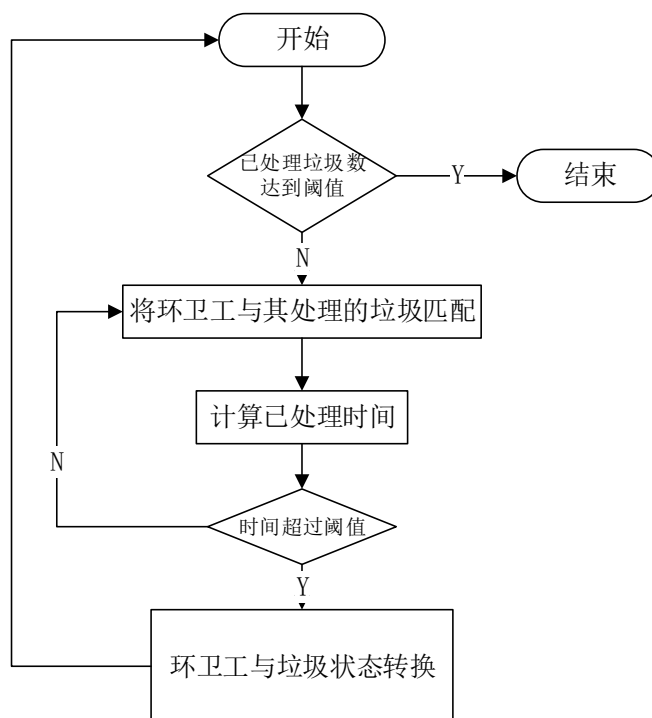 开始
已处理垃圾数
达到阈值
Y
结束
N
将环卫工与其处理的垃圾匹配
计算已处理时间
N
时间超过阈值
Y
环卫工与垃圾状态转换